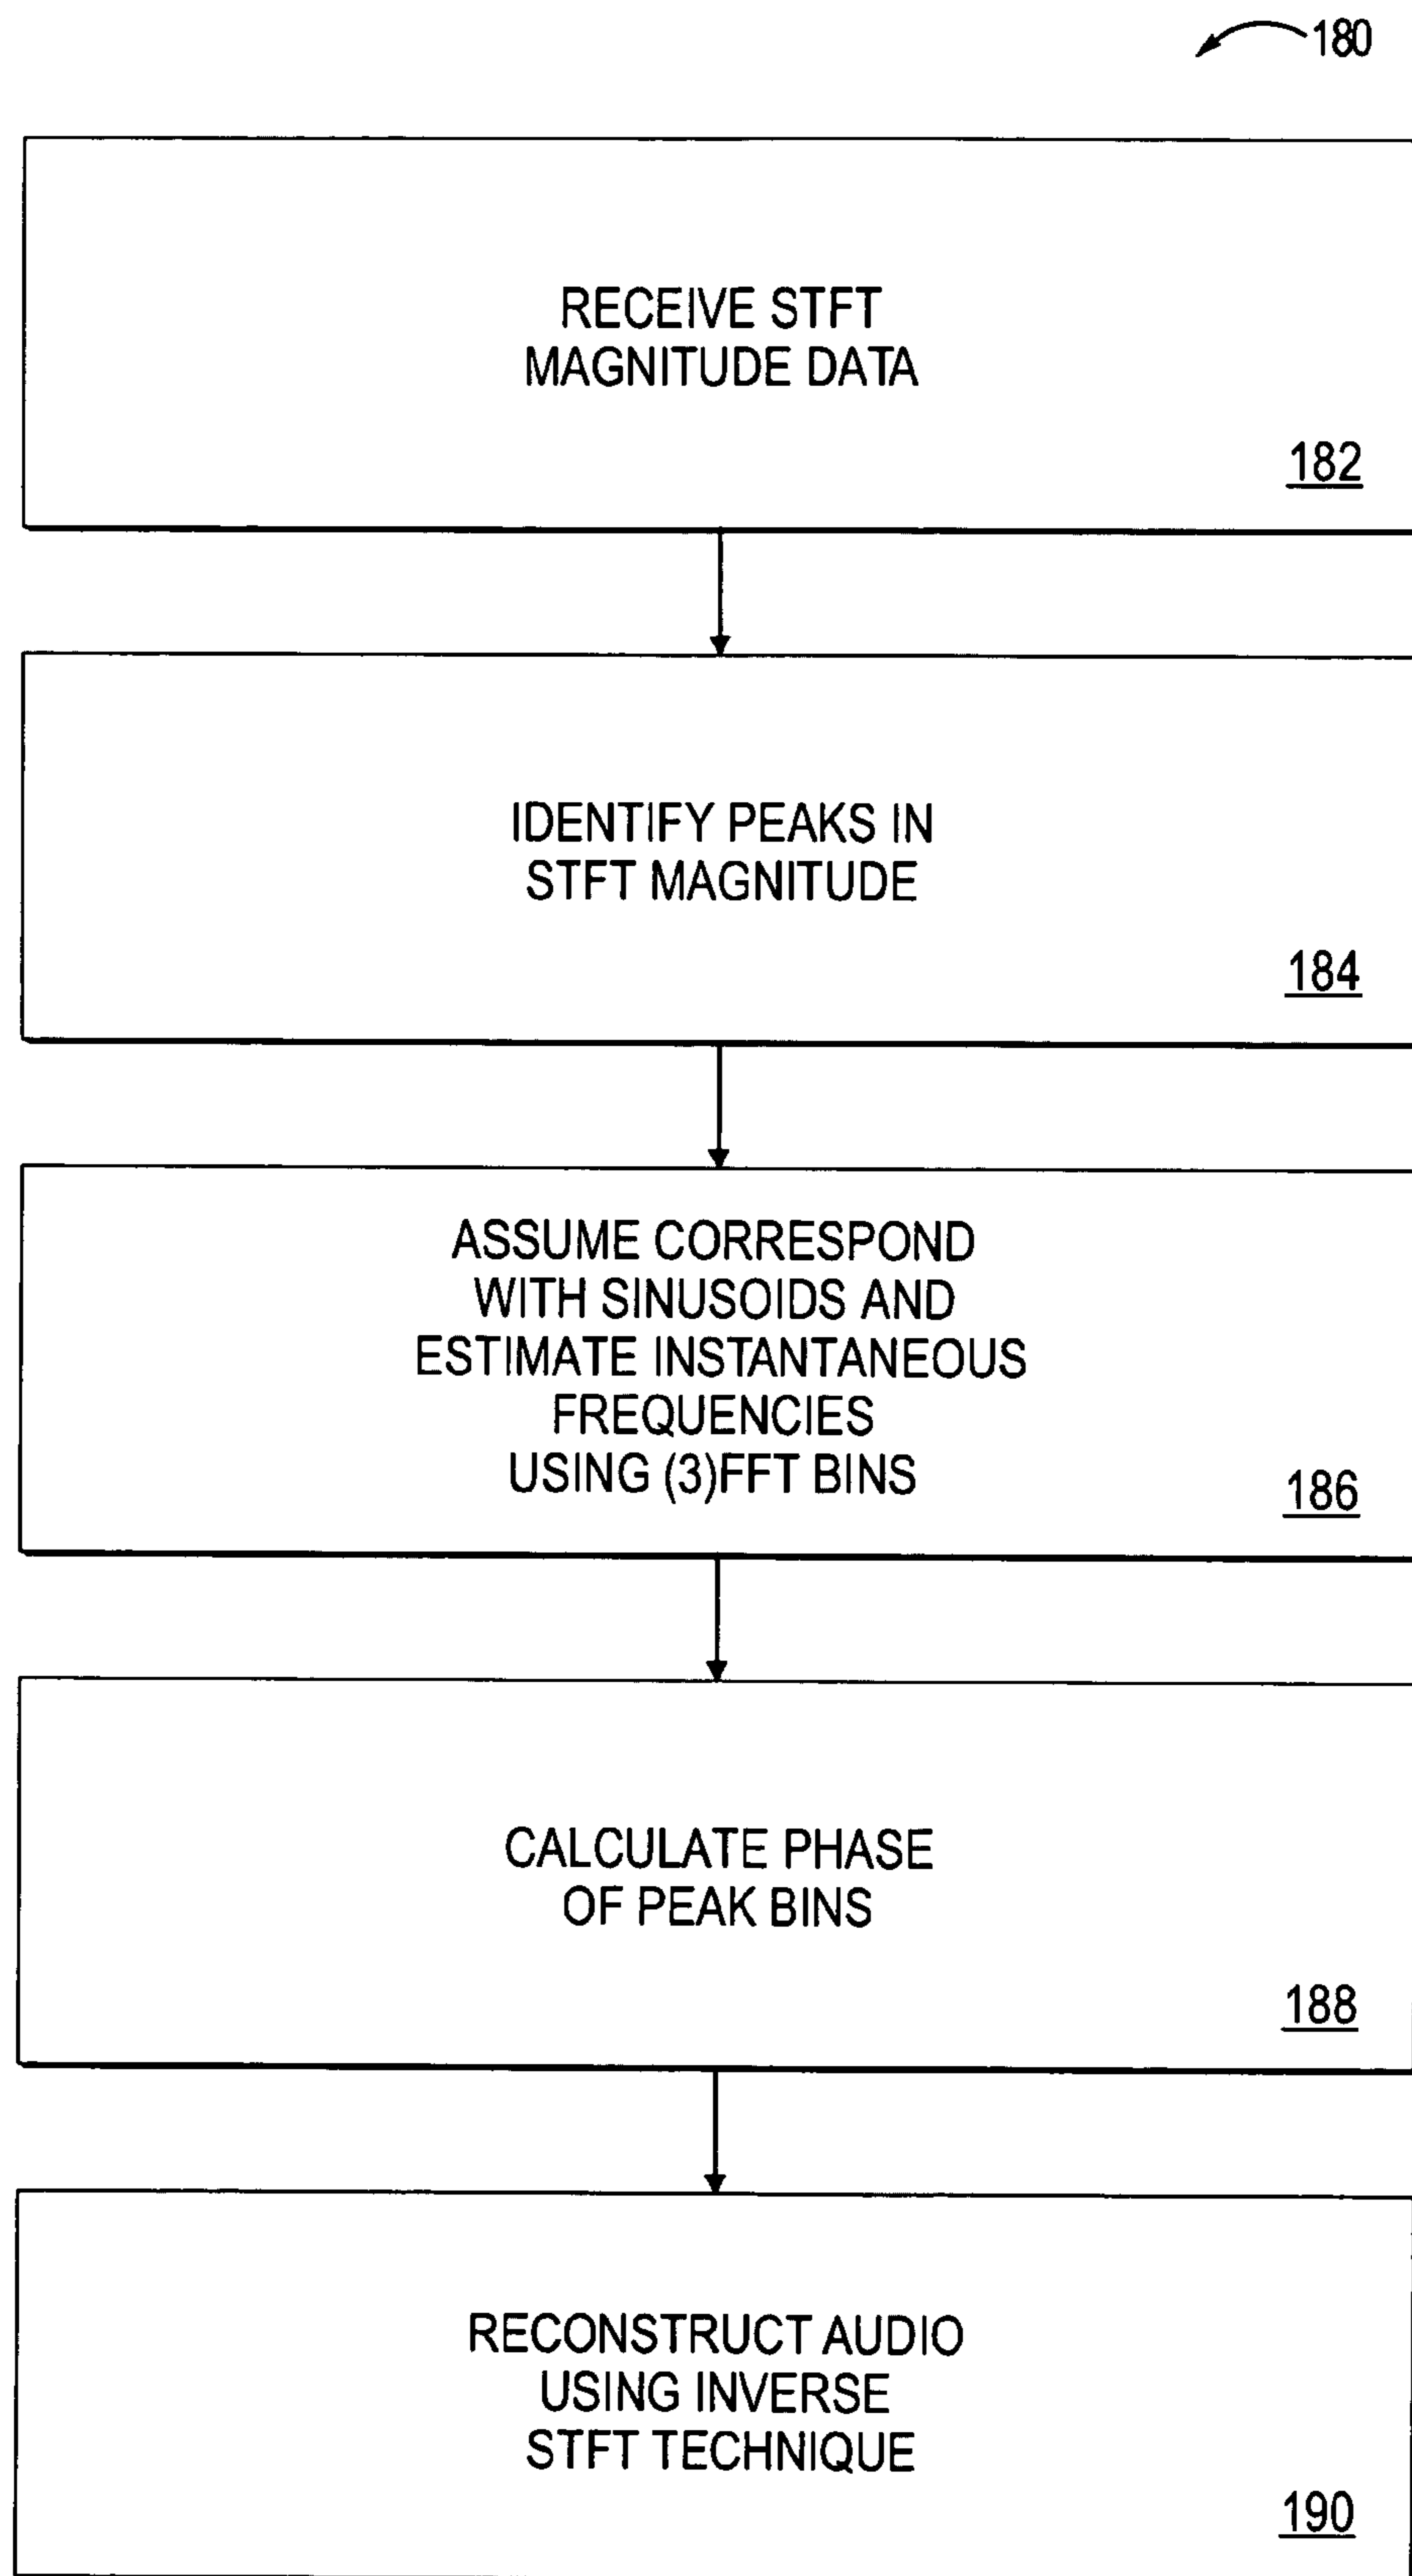 180
RECEIVE STFT
MAGNITUDE DATA
182
IDENTIFY PEAKS IN
STFT MAGNITUDE
184
ASSUME CORRESPOND
WITH SINUSOIDS AND
ESTIMATE INSTANTANEOUS
FREQUENCIES
USING (3)FFT BINS
186
CALCULATE PHASE
OF PEAK BINS
188
RECONSTRUCT AUDIO
USING INVERSE
STFT TECHNIQUE
190